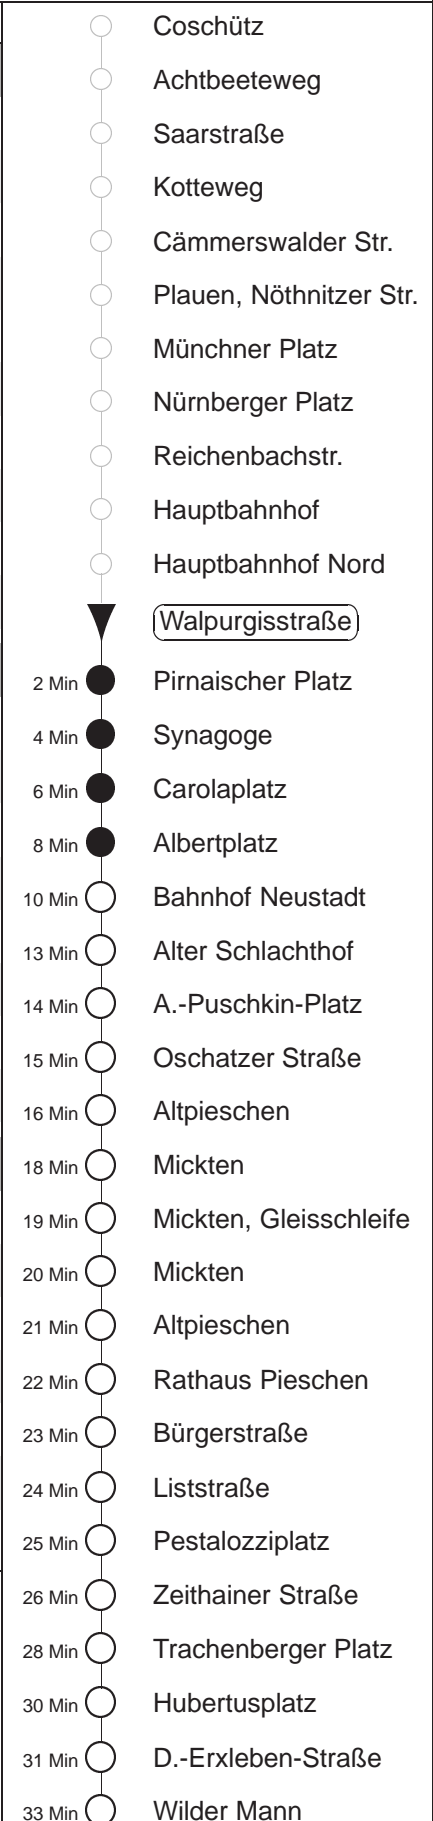 Coschütz
Achtbeeteweg
Saarstraße
Kotteweg
Cämmerswalder Str.
Plauen, Nöthnitzer Str.
Münchner Platz
Nürnberger Platz
Reichenbachstr.
Hauptbahnhof
Hauptbahnhof Nord
Walpurgisstraße
2 Min Pirnaischer Platz
4 Min Synagoge
6 Min Carolaplatz
8 Min Albertplatz
10 Min Bahnhof Neustadt
13 Min Alter Schlachthof
14 Min A.-Puschkin-Platz
15 Min Oschatzer Straße
16 Min Altpieschen
18 Min Mickten
19 Min Mickten, Gleisschleife
20 Min Mickten
21 Min Altpieschen
22 Min Rathaus Pieschen
23 Min Bürgerstraße
24 Min Liststraße
25 Min Pestalozziplatz
26 Min Zeithainer Straße
28 Min Trachenberger Platz
30 Min Hubertusplatz
31 Min D.-Erxleben-Straße
33 Min Wilder Mann